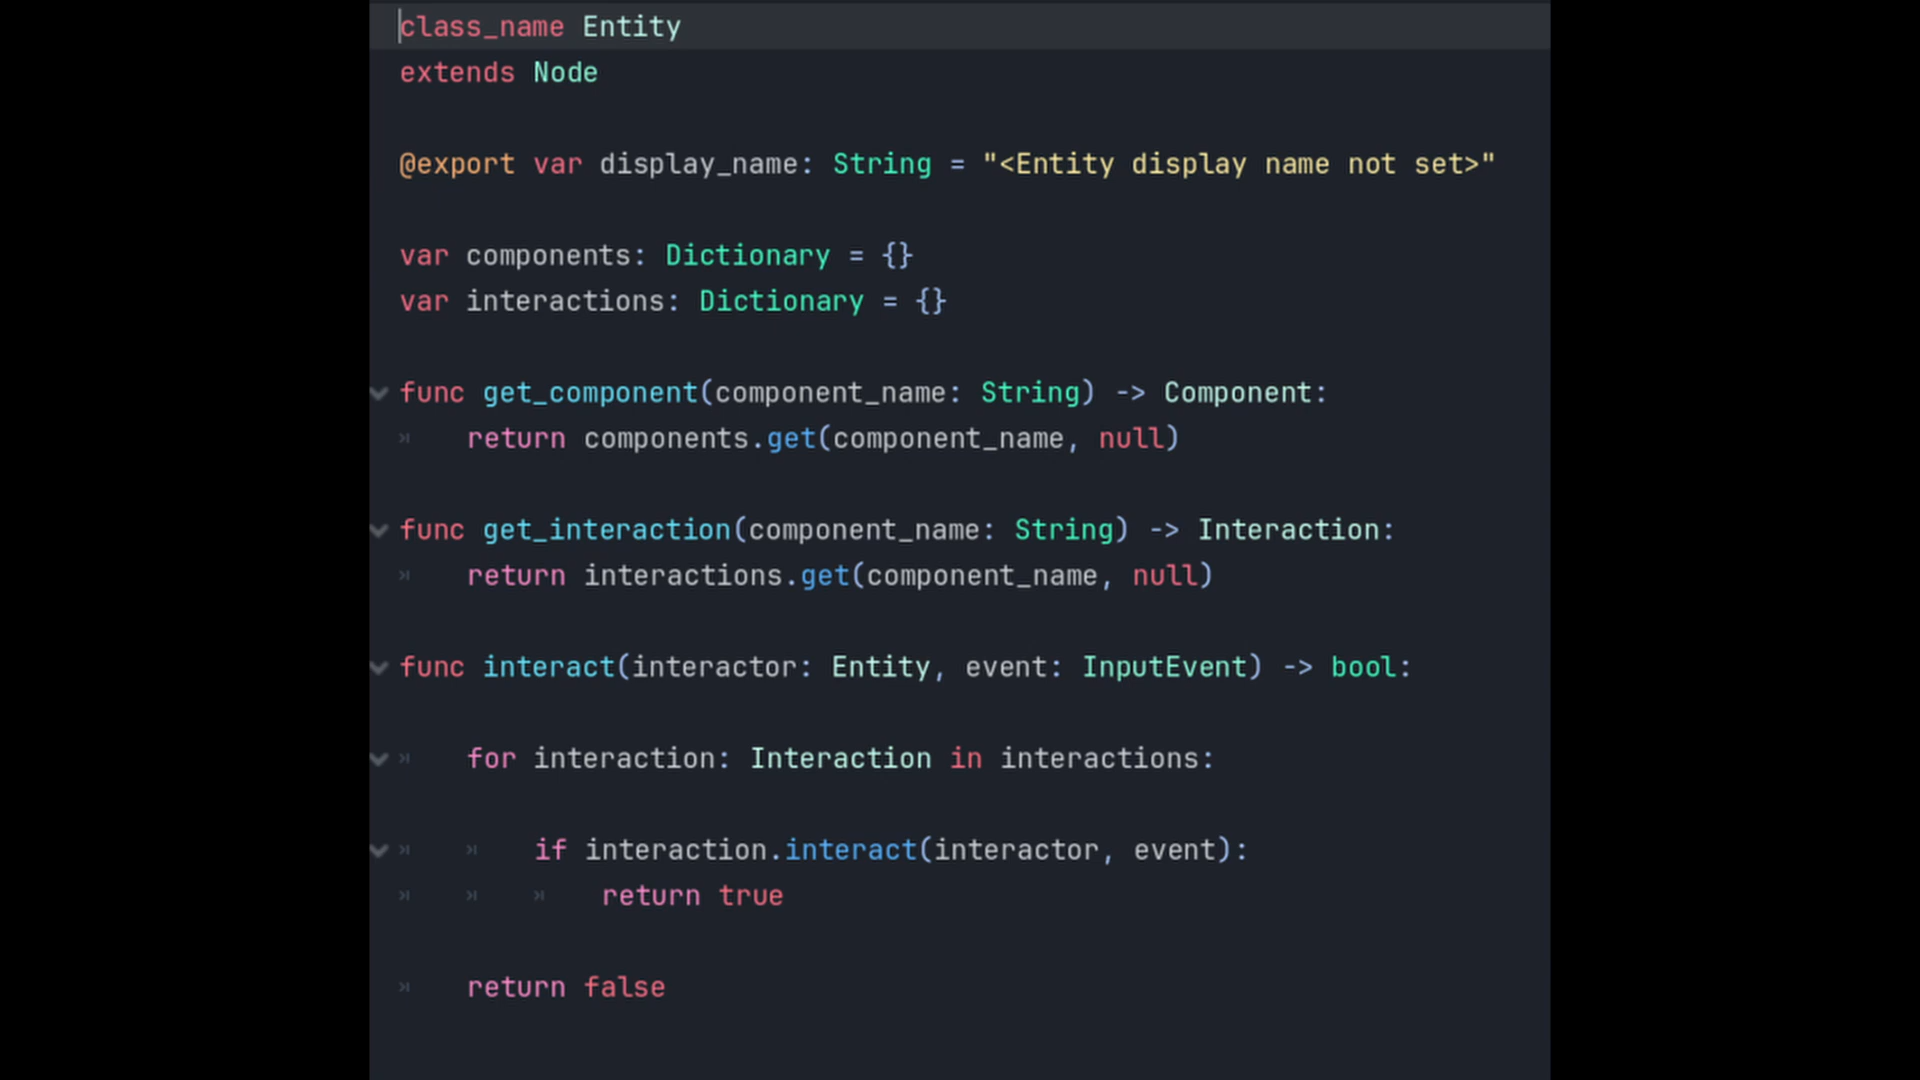 class_name Entity
extends Node
@export var display_name: String = "<Entity display name not set>"
var components: Dictionary = {}
var interactions: Dictionary = {}
func get_component(component_name: String) -> Component:
return components.get(component_name, null)
func get_interaction(component_name: String) -> Interaction:
return interactions.get(component_name, null)
func interact(interactor: Entity, event: InputEvent) -> bool:
for interaction: Interaction in interactions:
if interaction.interact(interactor, event):
return true
return false